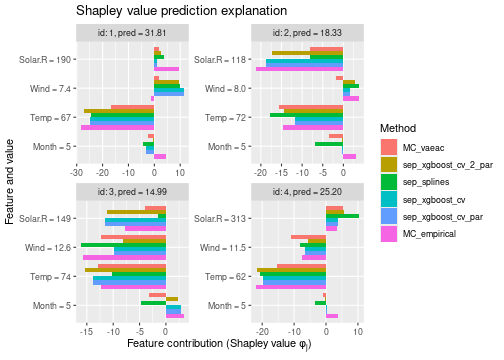 Shapley value prediction explanation
id: 1, pred = 31.81
id: 2, pred = 18.33
Solar.R = 190
Wind = 7.4
Temp = 67
Month = 5
-30 -20 -10 0 10
Solar.R = 118
Wind = 8.0
Temp = 72
Month = 5
-20 -15 -10 -5 0
id: 3, pred = 14.99
id: 4, pred = 25.20
Solar.R = 149
Wind = 12.6
Temp = 74
Month = 5
-15 -10 -5 0
Solar.R = 313
Wind = 11.5
Temp = 62
Month = 5
-20 -10 0 10
Feature and value
Feature contribution (Shapley value φj)
Method
MC_vaeac
sep_xgboost_cv_2_par
sep_splines
sep_xgboost_cv
sep_xgboost_cv_par
MC_empirical